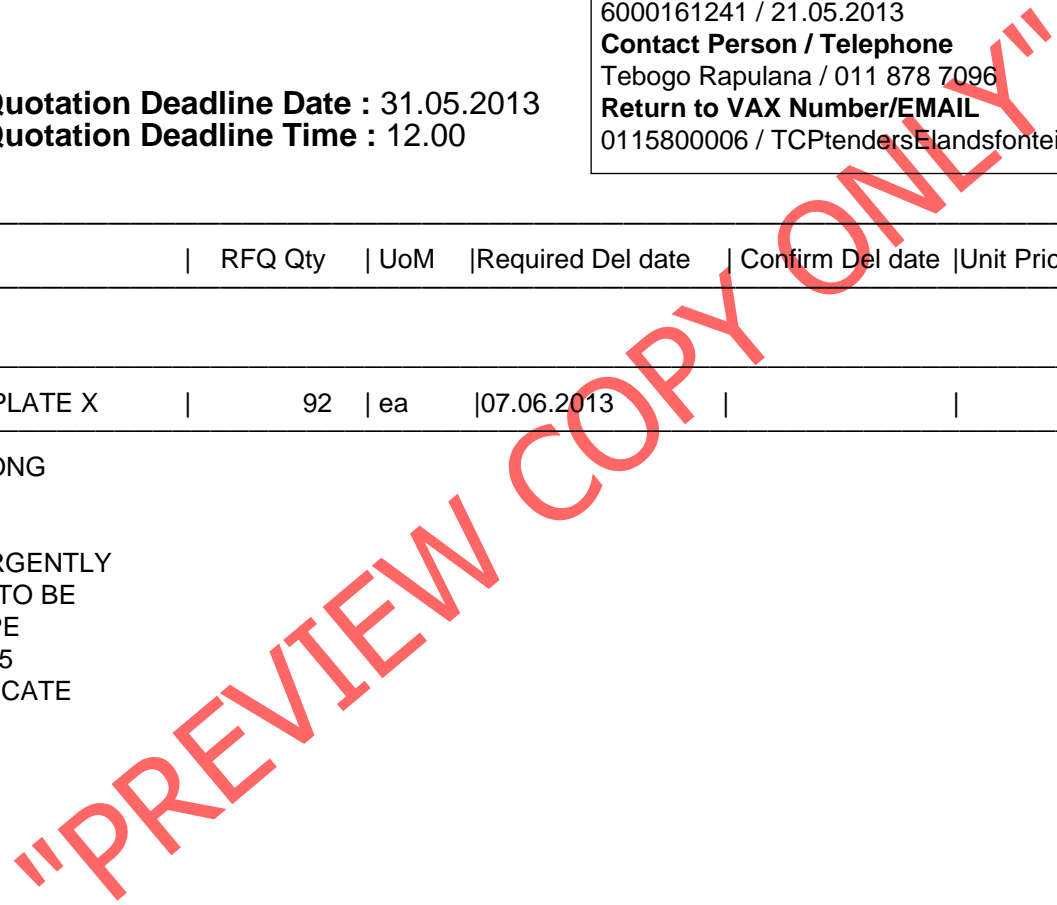 6000161241 / 21.05.2013
Contact Person / Telephone
Tebogo Rapulana / 011 878 7096
Return to VAX Number/EMAIL
0115800006 / TCPtendersElandsfontei
Quotation Deadline Date : 31.05.2013
Quotation Deadline Time : 12.00
| RFQ Qty | UoM |Required Del date | Confirm Del date |Unit Pric
PLATE X | 92 | ea |07.06.2013 | |
ONG
RGENTLY
TO BE
PE
5
CATE
"PREVIEW COPY ONLY"